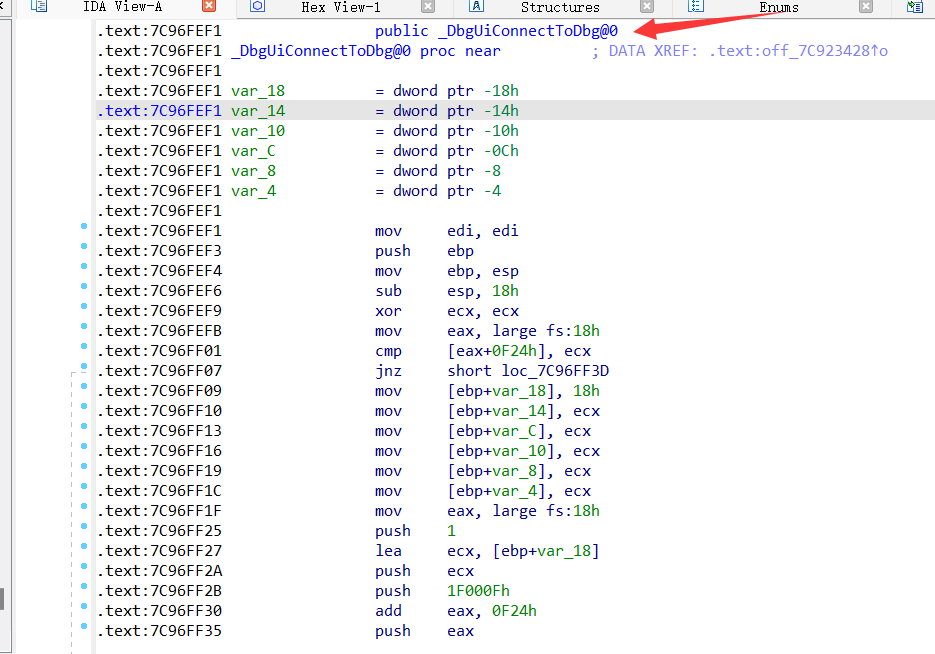 IDA View-A Hex View-1 Structures Enums
.text:7C96FEF1 public _DbgUiConnectToDbg@0
.text:7C96FEF1 _DbgUiConnectToDbg@0 proc near ; DATA XREF: .text:off_7C923428↑o
.text:7C96FEF1
.text:7C96FEF1 var_18 = dword ptr -18h
.text:7C96FEF1 var_14 = dword ptr -14h
.text:7C96FEF1 var_10 = dword ptr -10h
.text:7C96FEF1 var_C = dword ptr -0Ch
.text:7C96FEF1 var_8 = dword ptr -8
.text:7C96FEF1 var_4 = dword ptr -4
.text:7C96FEF1
.text:7C96FEF1 mov edi, edi
.text:7C96FEF3 push ebp
.text:7C96FEF4 mov ebp, esp
.text:7C96FEF6 sub esp, 18h
.text:7C96FEF9 xor ecx, ecx
.text:7C96FEFB mov eax, large fs:18h
.text:7C96FF01 cmp [eax+0F24h], ecx
.text:7C96FF07 jnz short loc_7C96FF3D
.text:7C96FF09 mov [ebp+var_18], 18h
.text:7C96FF10 mov [ebp+var_14], ecx
.text:7C96FF13 mov [ebp+var_C], ecx
.text:7C96FF16 mov [ebp+var_10], ecx
.text:7C96FF19 mov [ebp+var_8], ecx
.text:7C96FF1C mov [ebp+var_4], ecx
.text:7C96FF1F mov eax, large fs:18h
.text:7C96FF25 push 1
.text:7C96FF27 lea ecx, [ebp+var_18]
.text:7C96FF2A push ecx
.text:7C96FF2B push 1F000Fh
.text:7C96FF30 add eax, 0F24h
.text:7C96FF35 push eax